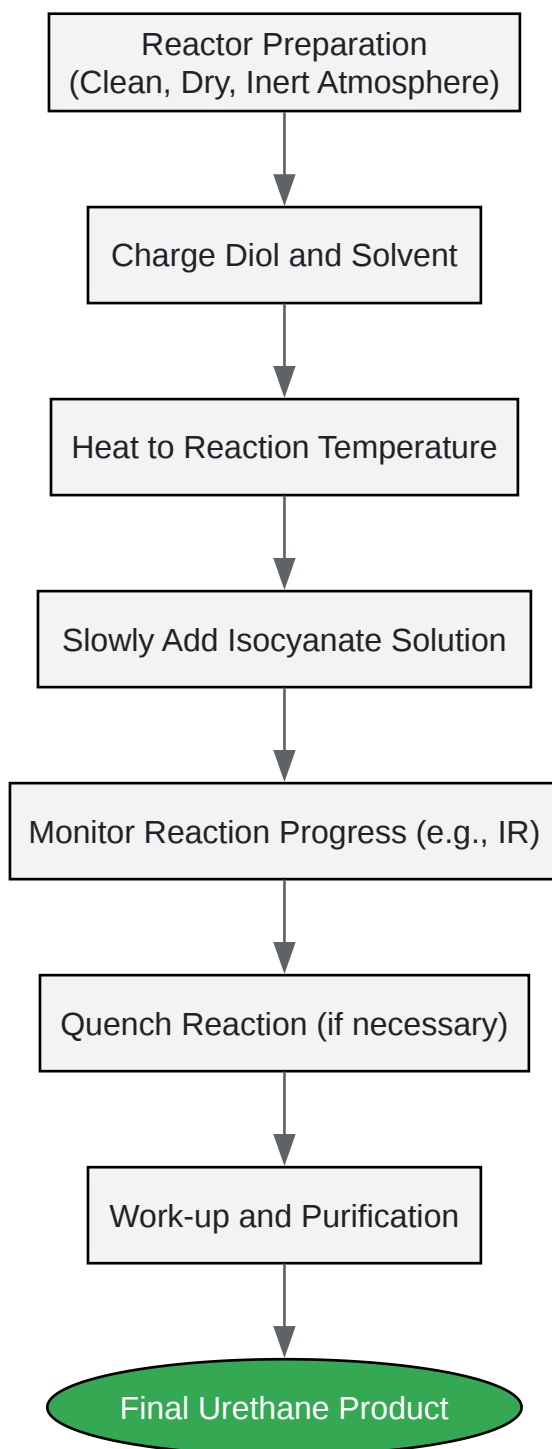 Reactor Preparation
(Clean, Dry, Inert Atmosphere)
Charge Diol and Solvent
Heat to Reaction Temperature
Slowly Add Isocyanate Solution
Monitor Reaction Progress (e.g., IR)
Quench Reaction (if necessary)
Work-up and Purification
Final Urethane Product